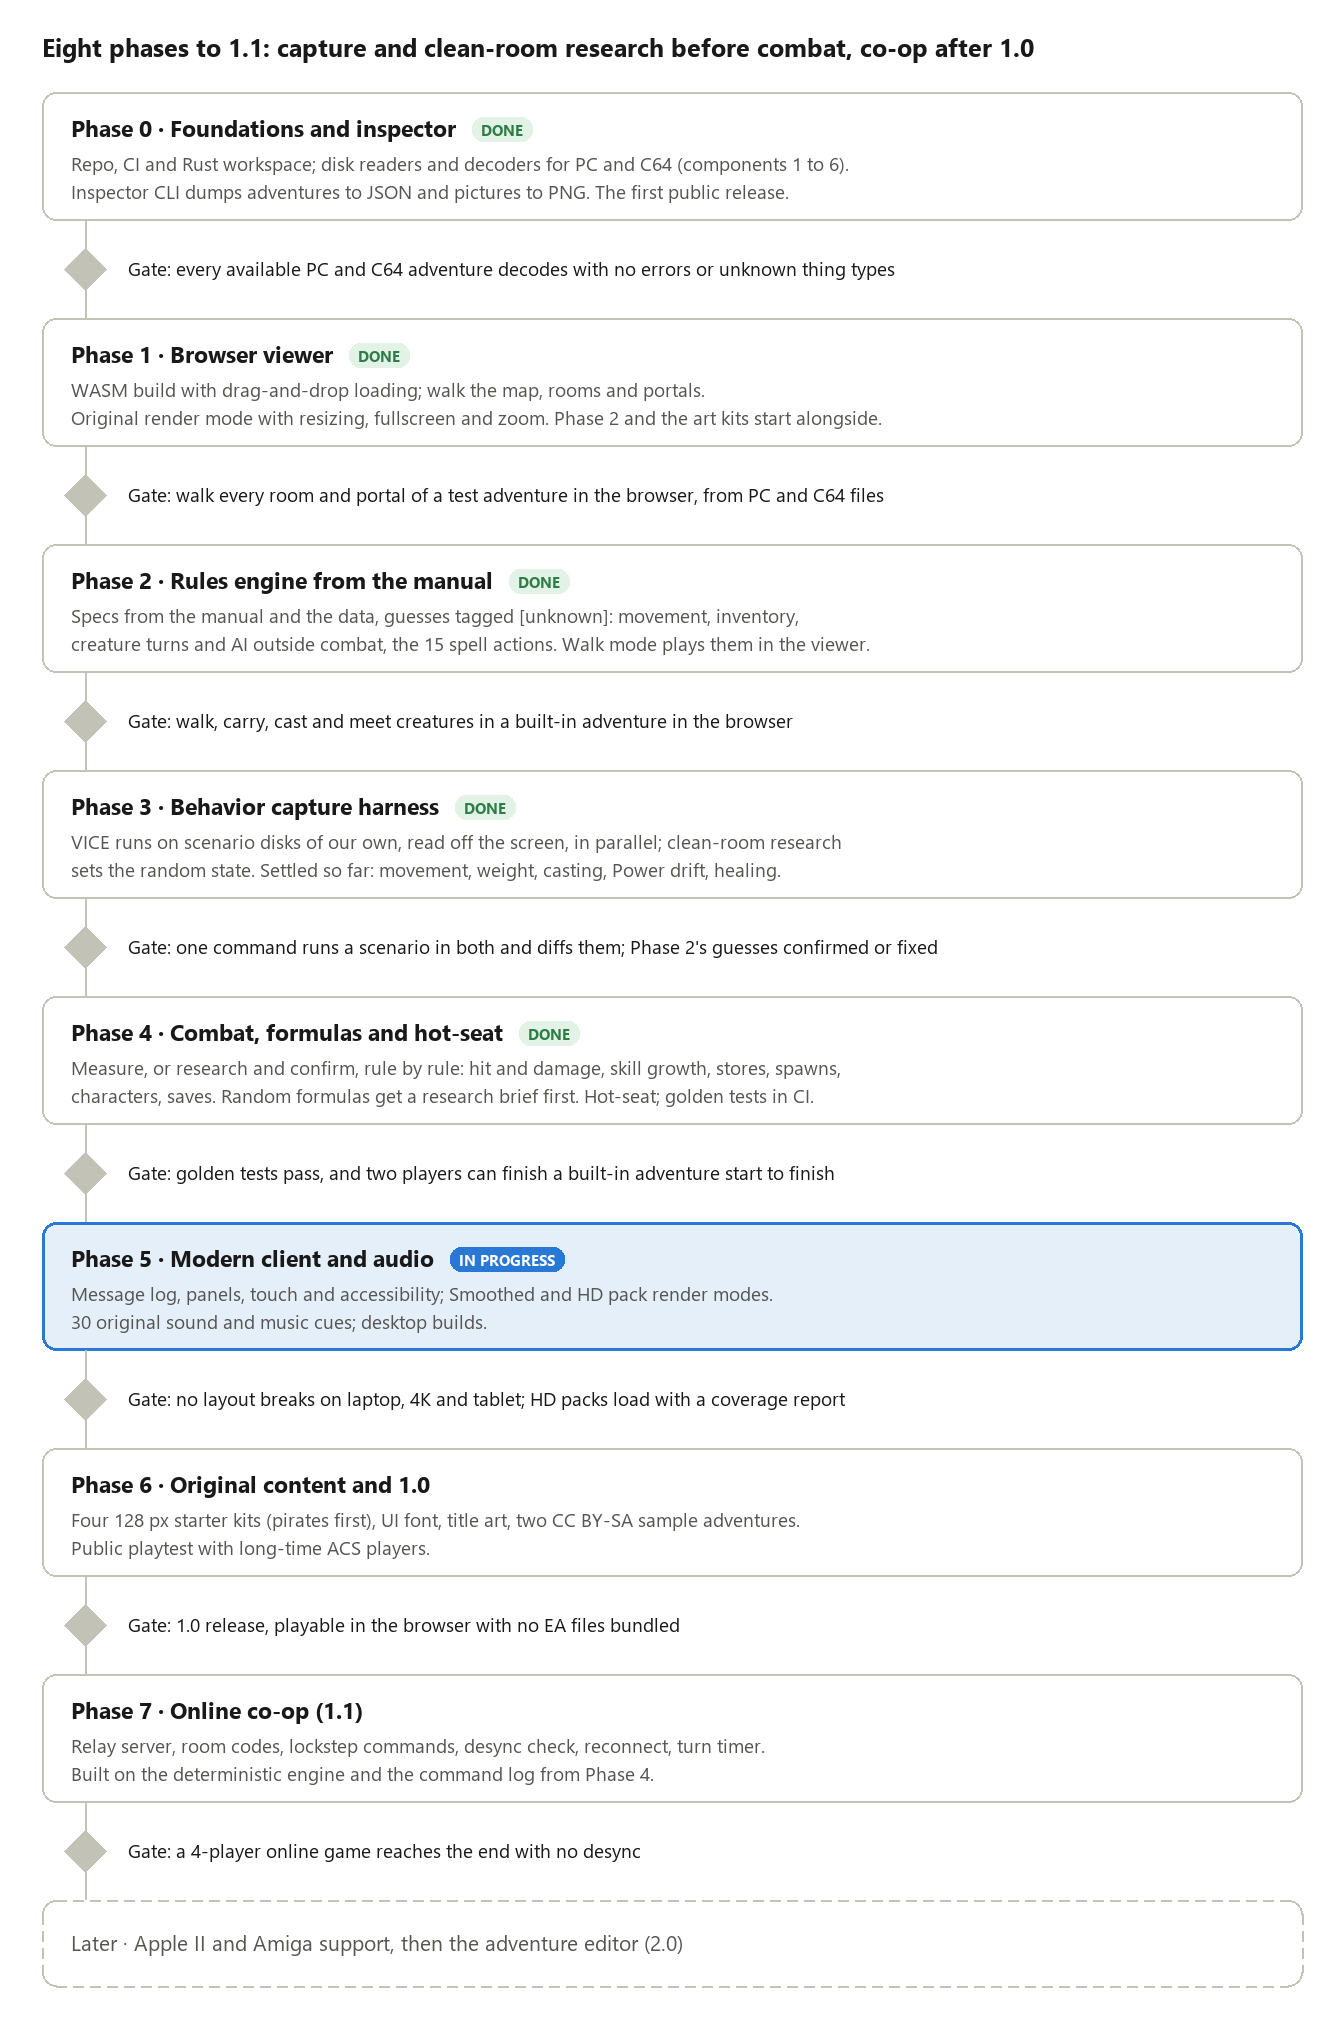 Eight phases to 1.1: capture and clean-room research before combat, co-op after 1.0
Phase 0 · Foundations and inspector DONE
Repo, CI and Rust workspace; disk readers and decoders for PC and C64 (components 1 to 6).
Inspector CLI dumps adventures to JSON and pictures to PNG. The first public release.
Gate: every available PC and C64 adventure decodes with no errors or unknown thing types
Phase 1 · Browser viewer DONE
WASM build with drag-and-drop loading; walk the map, rooms and portals.
Original render mode with resizing, fullscreen and zoom. Phase 2 and the art kits start alongside.
Gate: walk every room and portal of a test adventure in the browser, from PC and C64 files
Phase 2 · Rules engine from the manual DONE
Specs from the manual and the data, guesses tagged [unknown]: movement, inventory,
creature turns and AI outside combat, the 15 spell actions. Walk mode plays them in the viewer.
Gate: walk, carry, cast and meet creatures in a built-in adventure in the browser
Phase 3 · Behavior capture harness DONE
VICE runs on scenario disks of our own, read off the screen, in parallel; clean-room research
sets the random state. Settled so far: movement, weight, casting, Power drift, healing.
Gate: one command runs a scenario in both and diffs them; Phase 2's guesses confirmed or fixed
Phase 4 · Combat, formulas and hot-seat DONE
Measure, or research and confirm, rule by rule: hit and damage, skill growth, stores, spawns,
characters, saves. Random formulas get a research brief first. Hot-seat; golden tests in CI.
Gate: golden tests pass, and two players can finish a built-in adventure start to finish
Phase 5 · Modern client and audio IN PROGRESS
Message log, panels, touch and accessibility; Smoothed and HD pack render modes.
30 original sound and music cues; desktop builds.
Gate: no layout breaks on laptop, 4K and tablet; HD packs load with a coverage report
Phase 6 · Original content and 1.0
Four 128 px starter kits (pirates first), UI font, title art, two CC BY-SA sample adventures.
Public playtest with long-time ACS players.
Gate: 1.0 release, playable in the browser with no EA files bundled
Phase 7 · Online co-op (1.1)
Relay server, room codes, lockstep commands, desync check, reconnect, turn timer.
Built on the deterministic engine and the command log from Phase 4.
Gate: a 4-player online game reaches the end with no desync
Later · Apple II and Amiga support, then the adventure editor (2.0)